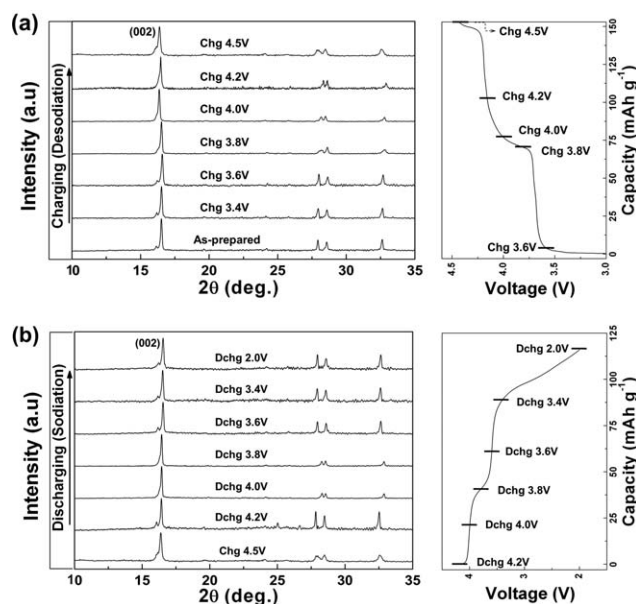 (a)
(002)
Chg 4.5V
Chg 4.2V
Chg 4.0V
Chg 3.8V
Chg 3.6V
Chg 3.4V
As-prepared
Intensity (a.u)
Charging (Desodiation)
10 15 20 25 30 35
2θ (deg.)
Chg 4.5V
Chg 4.2V
Chg 4.0V
Chg 3.8V
Chg 3.6V
4.5 4.0 3.5 3.0
Voltage (V)
0 25 50 75 100 125 150
Capacity (mAh g⁻¹)
(b)
(002)
Dchg 2.0V
Dchg 3.4V
Dchg 3.6V
Dchg 3.8V
Dchg 4.0V
Dchg 4.2V
Chg 4.5V
Intensity (a.u)
Discharging (Sodiation)
10 15 20 25 30 35
2θ (deg.)
Dchg 2.0V
Dchg 3.4V
Dchg 3.6V
Dchg 3.8V
Dchg 4.0V
Dchg 4.2V
4 3 2
Voltage (V)
0 25 50 75 100 125
Capacity (mAh g⁻¹)